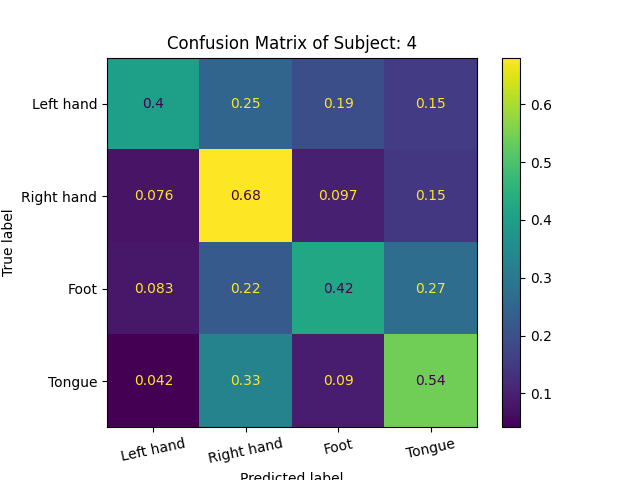 Confusion Matrix of Subject: 4
True label
Left hand 0.4 0.25 0.19 0.15
Right hand 0.076 0.68 0.097 0.15
Foot 0.083 0.22 0.42 0.27
Tongue 0.042 0.33 0.09 0.54
Left hand Right hand Foot Tongue
Predicted label
0.6
0.5
0.4
0.3
0.2
0.1